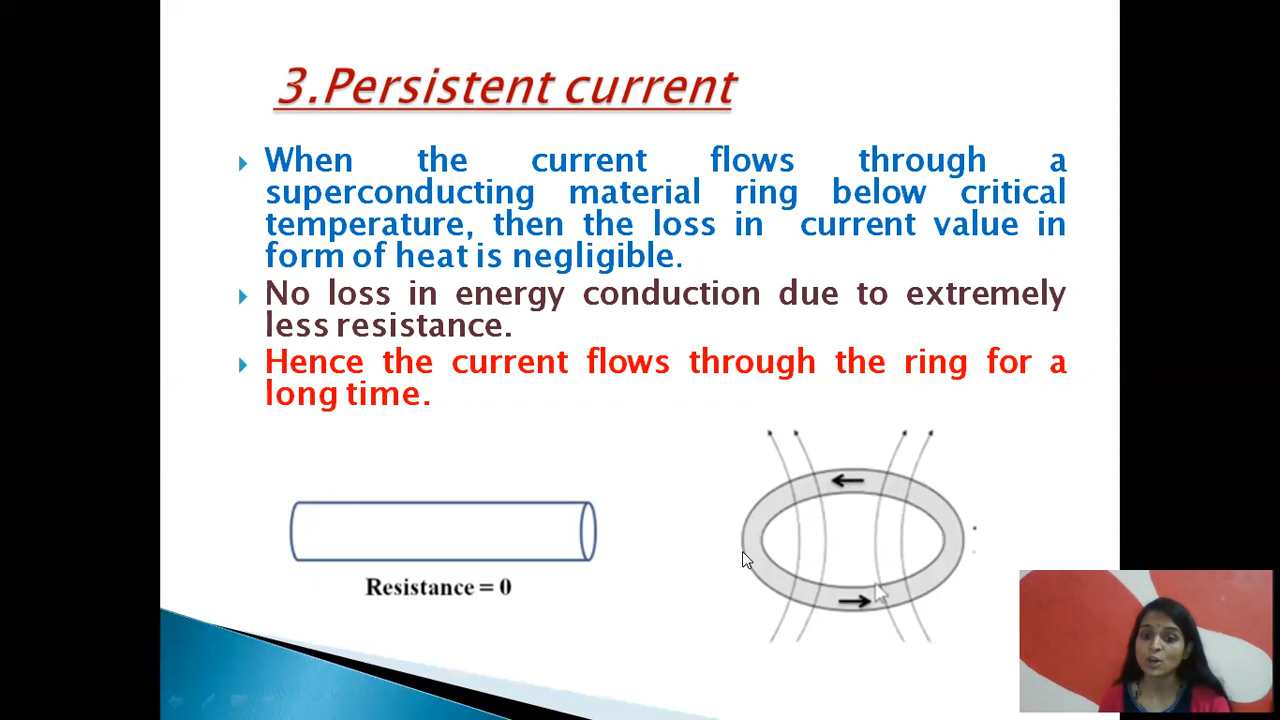 3.Persistent current
When the current flows through a
superconducting material ring below critical
temperature, then the loss in current value in
form of heat is negligible.
No loss in energy conduction due to extremely
less resistance.
Hence the current flows through the ring for a
long time.
Resistance = 0